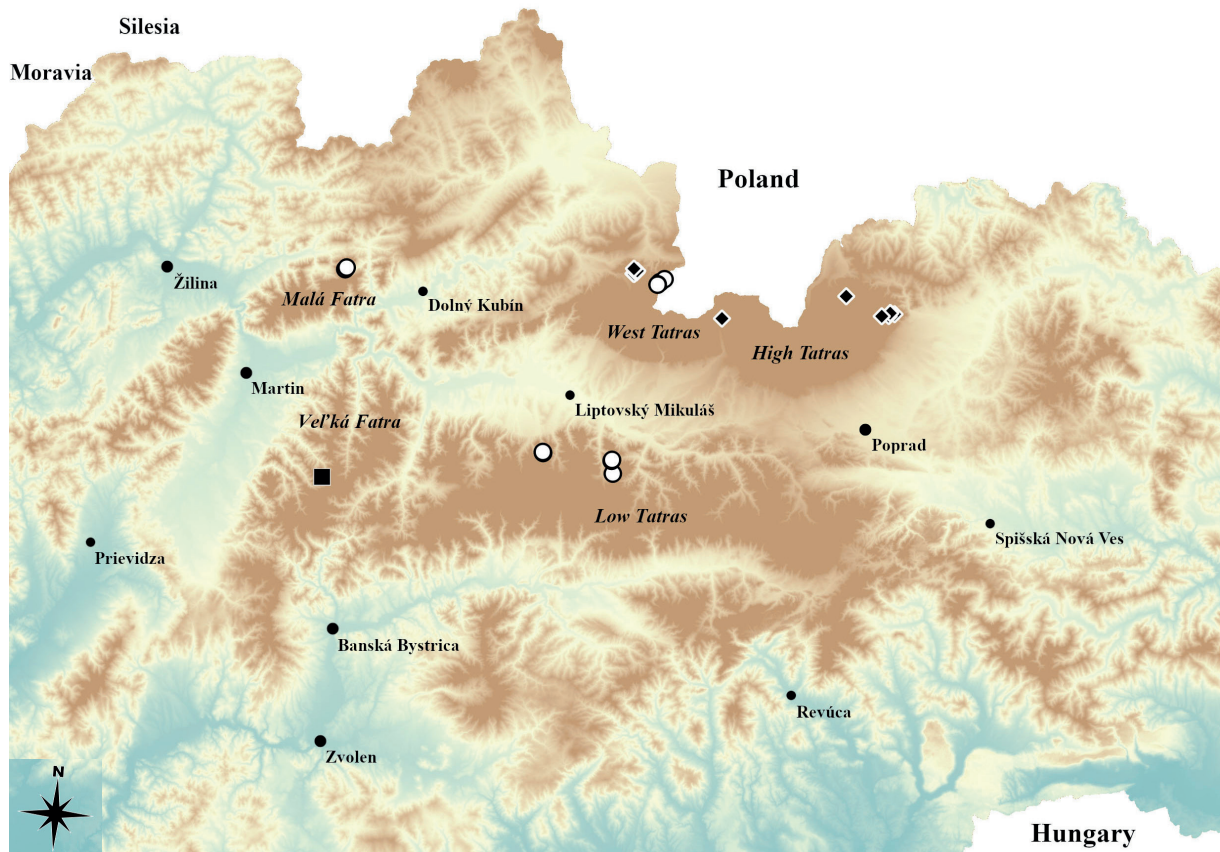 Silesia
Moravia
Poland
Žilina
Malá Fatra
Dolný Kubín
West Tatras
High Tatras
Martin
Liptovský Mikuláš
Veľká Fatra
Poprad
Low Tatras
Spišská Nová Ves
Prievidza
Banská Bystrica
Revúca
Zvolen
N
Hungary